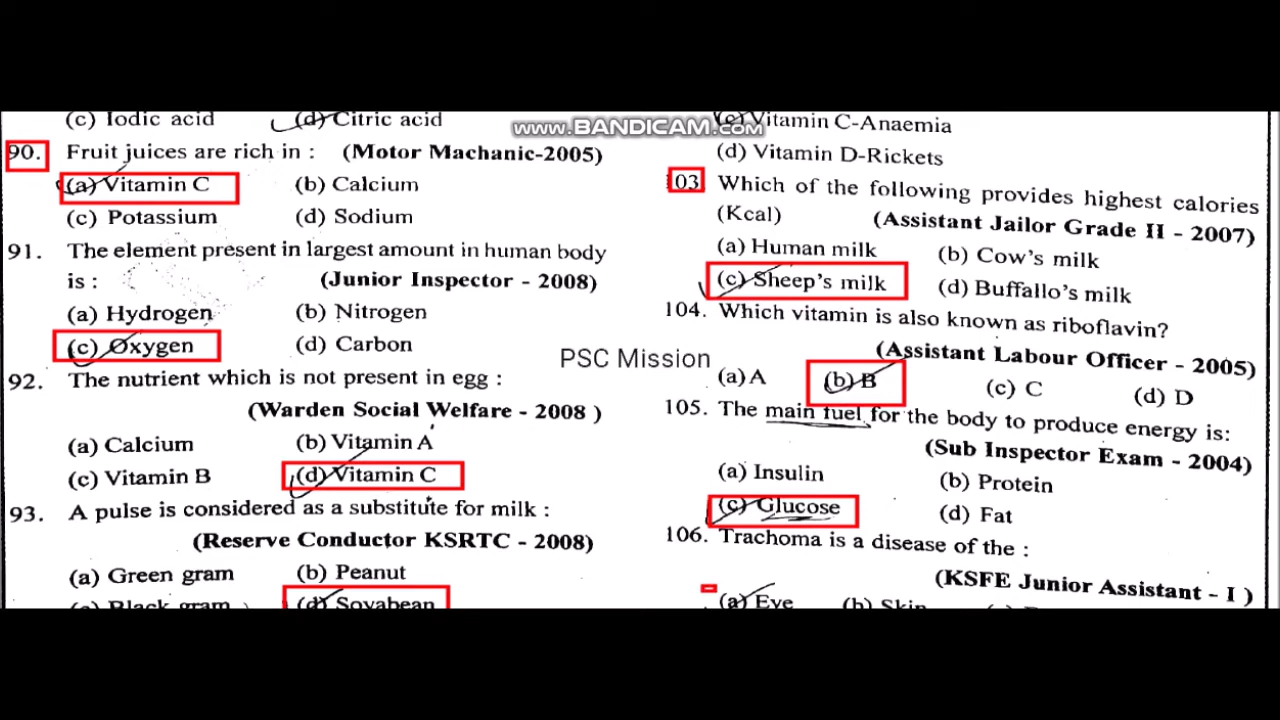 (c) Iodic acid (d) Citric acid
90. Fruit juices are rich in : (Motor Machanic-2005)
(a) Vitamin C (b) Calcium
(c) Potassium (d) Sodium
91. The element present in largest amount in human body
is : (Junior Inspector - 2008)
(a) Hydrogen (b) Nitrogen
(c) Oxygen (d) Carbon
92. The nutrient which is not present in egg :
(Warden Social Welfare - 2008 )
(a) Calcium (b) Vitamin A
(c) Vitamin B (d) Vitamin C
93. A pulse is considered as a substitute for milk :
(Reserve Conductor KSRTC - 2008)
(a) Green gram (b) Peanut
(c) Black gram (d) Soyabean
www.BANDICAM.com
PSC Mission
(c) Vitamin C-Anaemia
(d) Vitamin D-Rickets
103 Which of the following provides highest calories
(Kcal) (Assistant Jailor Grade II - 2007)
(a) Human milk (b) Cow's milk
(c) Sheep's milk (d) Buffallo's milk
104. Which vitamin is also known as riboflavin?
(Assistant Labour Officer - 2005)
(a) A (b) B (c) C (d) D
105. The main fuel for the body to produce energy is:
(Sub Inspector Exam - 2004)
(a) Insulin (b) Protein
(c) Glucose (d) Fat
106. Trachoma is a disease of the :
(KSFE Junior Assistant - I )
(a) Eye (b) Skin